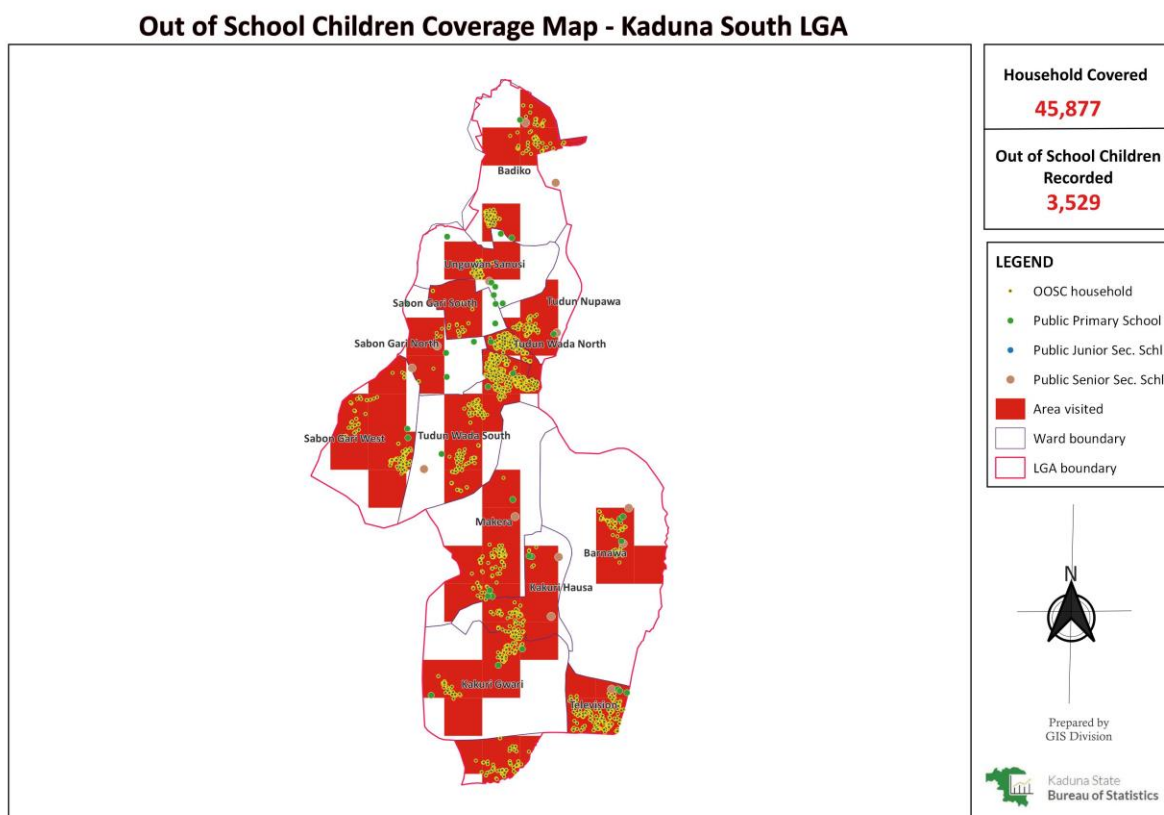 Out of School Children Coverage Map - Kaduna South LGA
Household Covered
45,877
Out of School Children
Recorded
3,529
Badiko
Ungowan Sanusi
Sabon Gari South
Tudun Nupawa
Sabon Gari North
Tudun Wada North
Sabon Gari West
Tudun Wada South
Makera
Barnawa
Kakuri Hausa
Kakuri Gwari
Television
LEGEND
OOSC household
Public Primary School
Public Junior Sec. Schl
Public Senior Sec. Schl
Area visited
Ward boundary
LGA boundary
N
Prepared by
GIS Division
Kaduna State
Bureau of Statistics